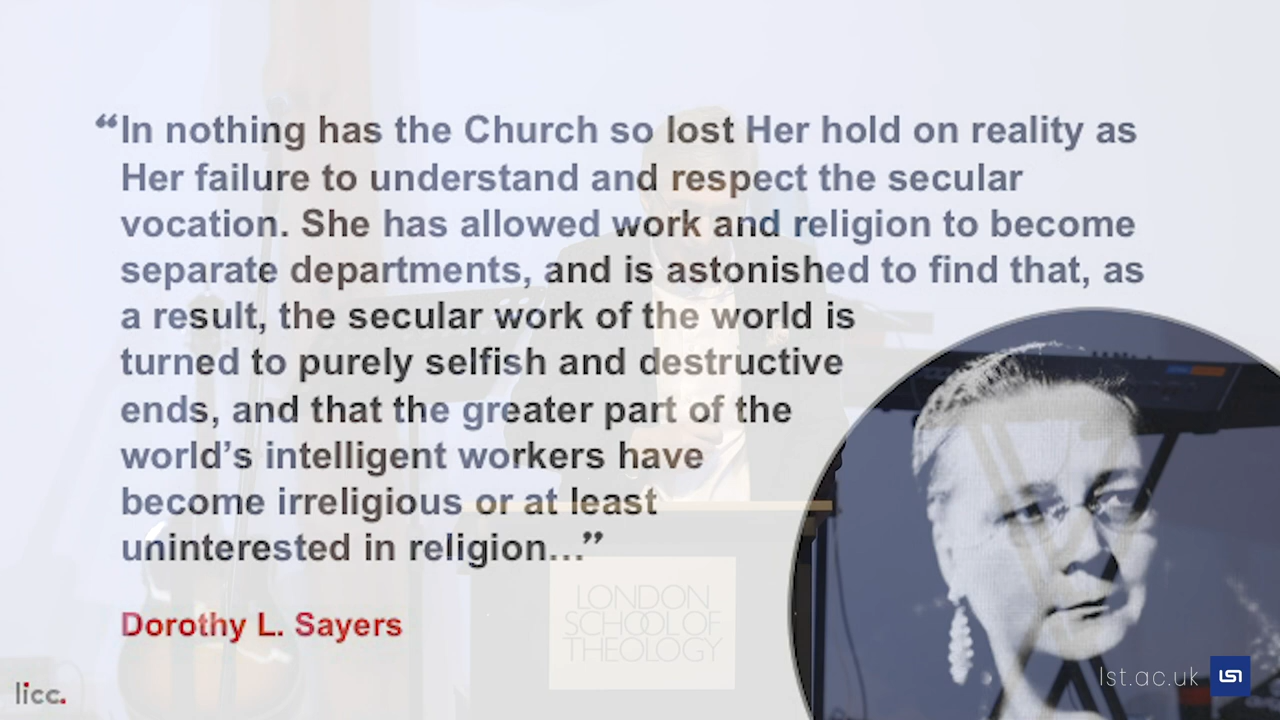 “In nothing has the Church so lost Her hold on reality as
Her failure to understand and respect the secular
vocation. She has allowed work and religion to become
separate departments, and is astonished to find that, as
a result, the secular work of the world is
turned to purely selfish and destructive
ends, and that the greater part of the
world’s intelligent workers have
become irreligious or at least
uninterested in religion...”
Dorothy L. Sayers
LONDON
SCHOOL OF
THEOLOGY
licc.
lst.ac.uk LST